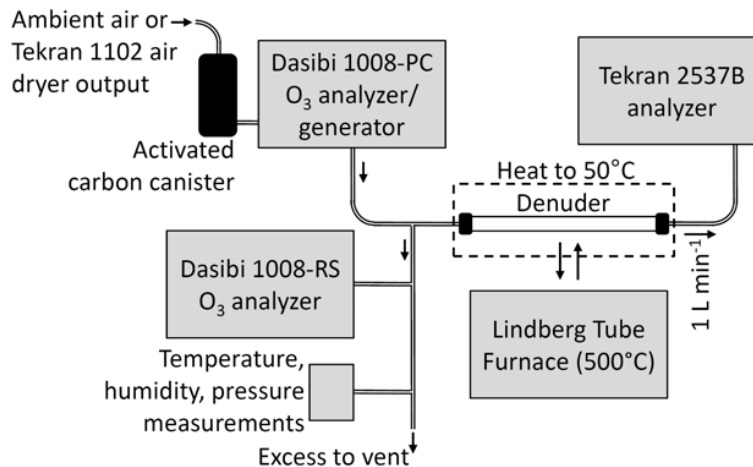 Ambient air or
Tekran 1102 air
dryer output
Activated
carbon canister
Dasibi 1008-PC
O₃ analyzer/
generator
Tekran 2537B
analyzer
Heat to 50°C
Denuder
1 L min⁻¹
Dasibi 1008-RS
O₃ analyzer
Lindberg Tube
Furnace (500°C)
Temperature,
humidity, pressure
measurements
Excess to vent